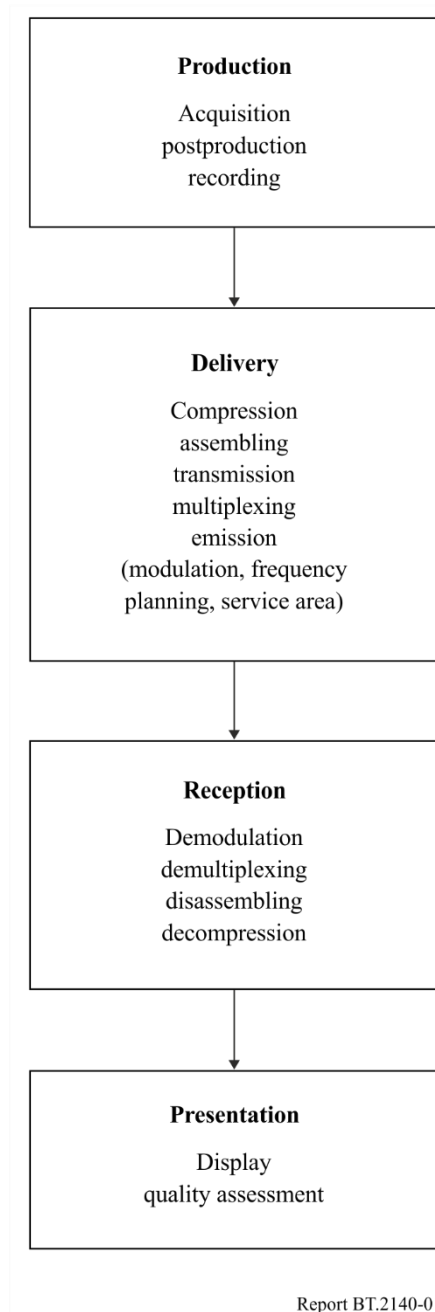 Production
Acquisition
postproduction
recording
Delivery
Compression
assembling
transmission
multiplexing
emission
(modulation, frequency
planning, service area)
Reception
Demodulation
demultiplexing
disassembling
decompression
Presentation
Display
quality assessment
Report BT.2140-0